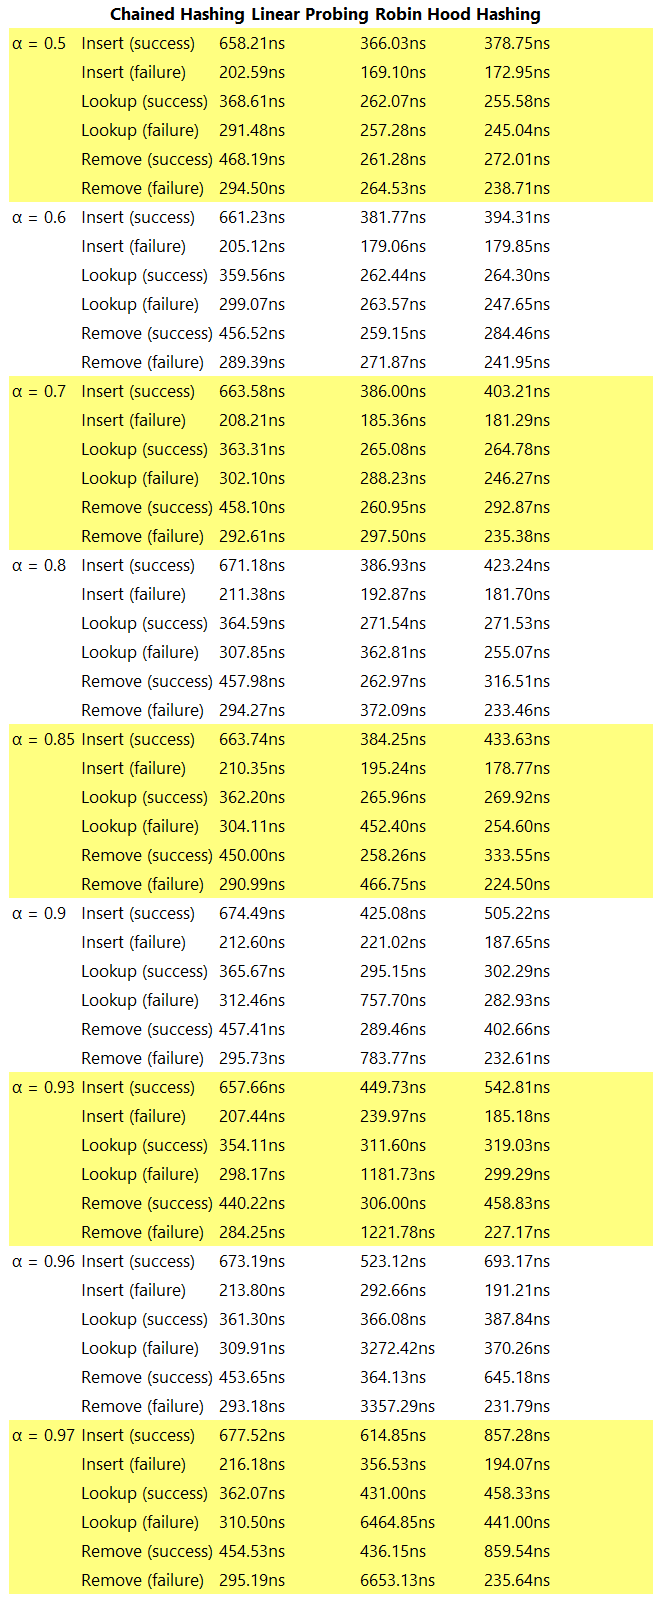 Chained Hashing Linear Probing Robin Hood Hashing
α = 0.5 Insert (success) 658.21ns 366.03ns 378.75ns
Insert (failure) 202.59ns 169.10ns 172.95ns
Lookup (success) 368.61ns 262.07ns 255.58ns
Lookup (failure) 291.48ns 257.28ns 245.04ns
Remove (success) 468.19ns 261.28ns 272.01ns
Remove (failure) 294.50ns 264.53ns 238.71ns
α = 0.6 Insert (success) 661.23ns 381.77ns 394.31ns
Insert (failure) 205.12ns 179.06ns 179.85ns
Lookup (success) 359.56ns 262.44ns 264.30ns
Lookup (failure) 299.07ns 263.57ns 247.65ns
Remove (success) 456.52ns 259.15ns 284.46ns
Remove (failure) 289.39ns 271.87ns 241.95ns
α = 0.7 Insert (success) 663.58ns 386.00ns 403.21ns
Insert (failure) 208.21ns 185.36ns 181.29ns
Lookup (success) 363.31ns 265.08ns 264.78ns
Lookup (failure) 302.10ns 288.23ns 246.27ns
Remove (success) 458.10ns 260.95ns 292.87ns
Remove (failure) 292.61ns 297.50ns 235.38ns
α = 0.8 Insert (success) 671.18ns 386.93ns 423.24ns
Insert (failure) 211.38ns 192.87ns 181.70ns
Lookup (success) 364.59ns 271.54ns 271.53ns
Lookup (failure) 307.85ns 362.81ns 255.07ns
Remove (success) 457.98ns 262.97ns 316.51ns
Remove (failure) 294.27ns 372.09ns 233.46ns
α = 0.85 Insert (success) 663.74ns 384.25ns 433.63ns
Insert (failure) 210.35ns 195.24ns 178.77ns
Lookup (success) 362.20ns 265.96ns 269.92ns
Lookup (failure) 304.11ns 452.40ns 254.60ns
Remove (success) 450.00ns 258.26ns 333.55ns
Remove (failure) 290.99ns 466.75ns 224.50ns
α = 0.9 Insert (success) 674.49ns 425.08ns 505.22ns
Insert (failure) 212.60ns 221.02ns 187.65ns
Lookup (success) 365.67ns 295.15ns 302.29ns
Lookup (failure) 312.46ns 757.70ns 282.93ns
Remove (success) 457.41ns 289.46ns 402.66ns
Remove (failure) 295.73ns 783.77ns 232.61ns
α = 0.93 Insert (success) 657.66ns 449.73ns 542.81ns
Insert (failure) 207.44ns 239.97ns 185.18ns
Lookup (success) 354.11ns 311.60ns 319.03ns
Lookup (failure) 298.17ns 1181.73ns 299.29ns
Remove (success) 440.22ns 306.00ns 458.83ns
Remove (failure) 284.25ns 1221.78ns 227.17ns
α = 0.96 Insert (success) 673.19ns 523.12ns 693.17ns
Insert (failure) 213.80ns 292.66ns 191.21ns
Lookup (success) 361.30ns 366.08ns 387.84ns
Lookup (failure) 309.91ns 3272.42ns 370.26ns
Remove (success) 453.65ns 364.13ns 645.18ns
Remove (failure) 293.18ns 3357.29ns 231.79ns
α = 0.97 Insert (success) 677.52ns 614.85ns 857.28ns
Insert (failure) 216.18ns 356.53ns 194.07ns
Lookup (success) 362.07ns 431.00ns 458.33ns
Lookup (failure) 310.50ns 6464.85ns 441.00ns
Remove (success) 454.53ns 436.15ns 859.54ns
Remove (failure) 295.19ns 6653.13ns 235.64ns